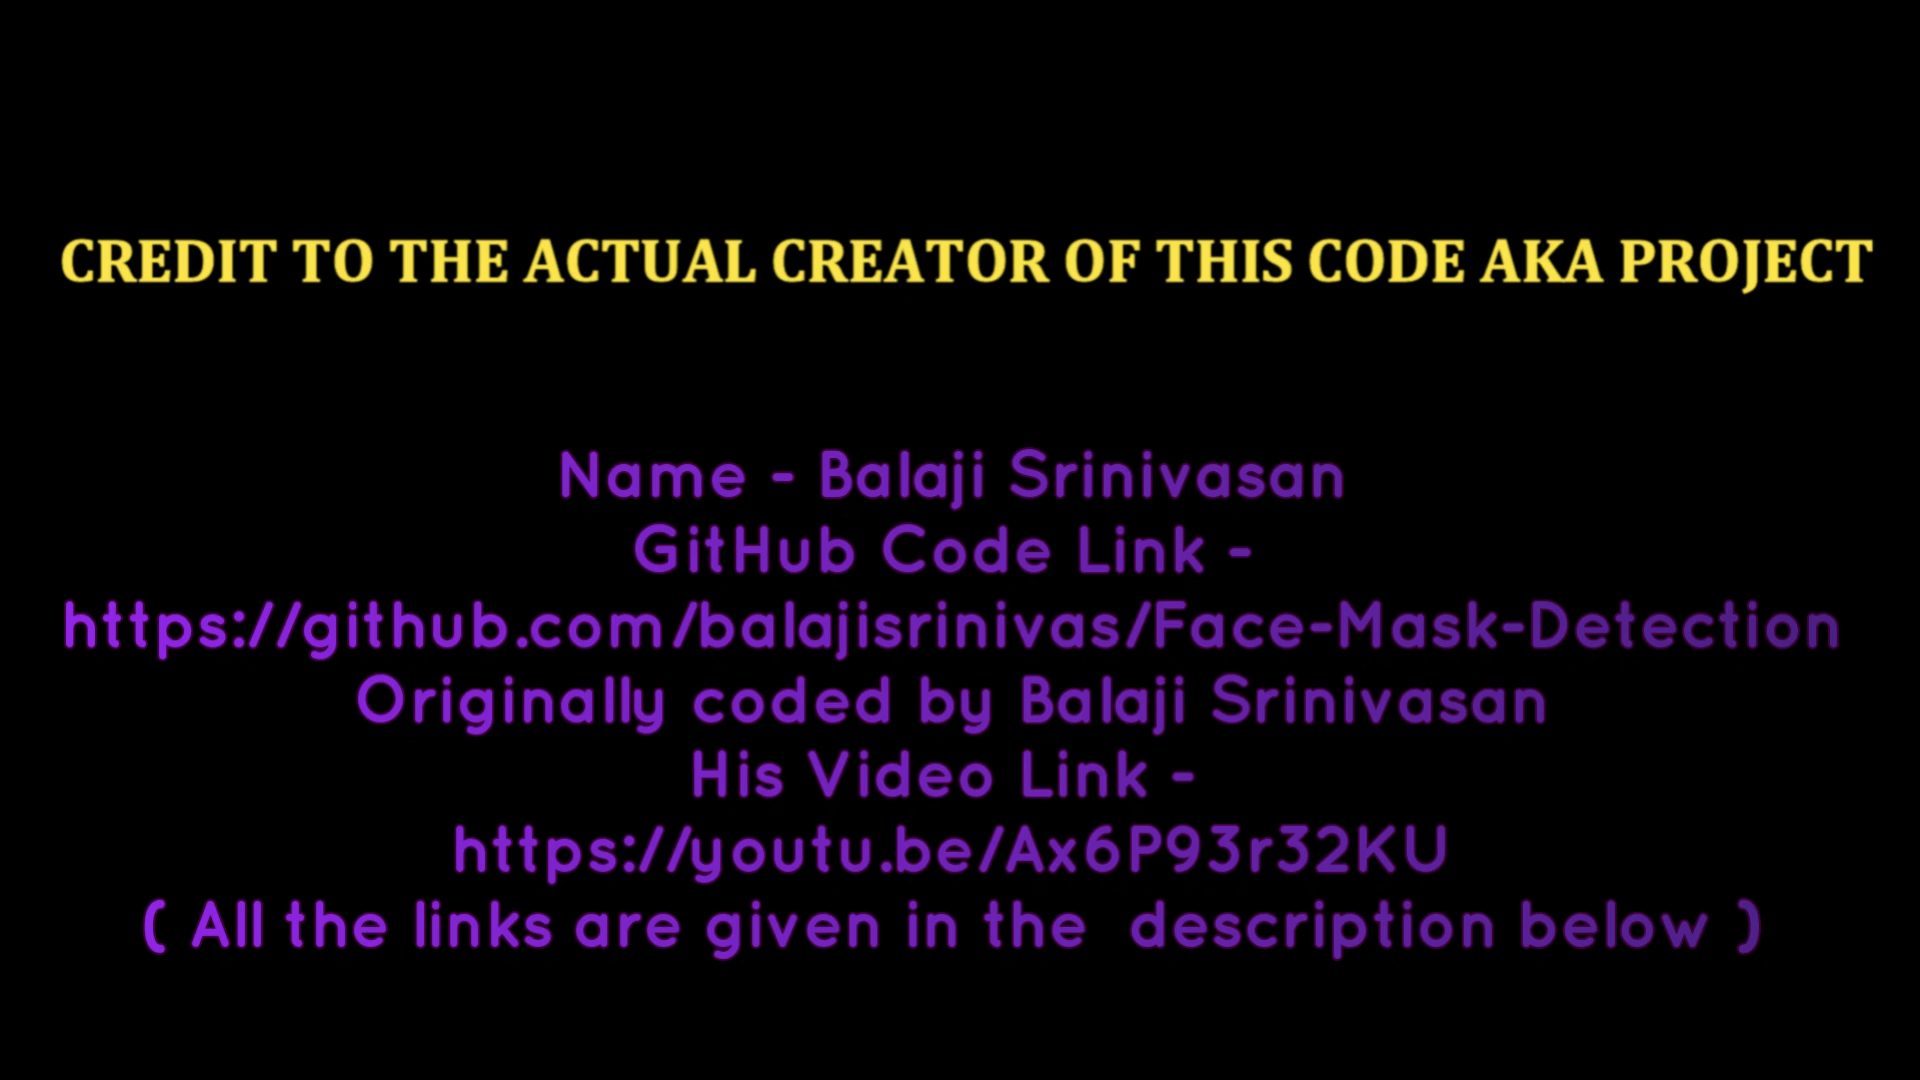 CREDIT TO THE ACTUAL CREATOR OF THIS CODE AKA PROJECT
Name - Balaji Srinivasan
GitHub Code Link -
https://github.com/balajisrinivas/Face-Mask-Detection
Originally coded by Balaji Srinivasan
His Video Link -
https://youtu.be/Ax6P93r32KU
( All the links are given in the  description below )